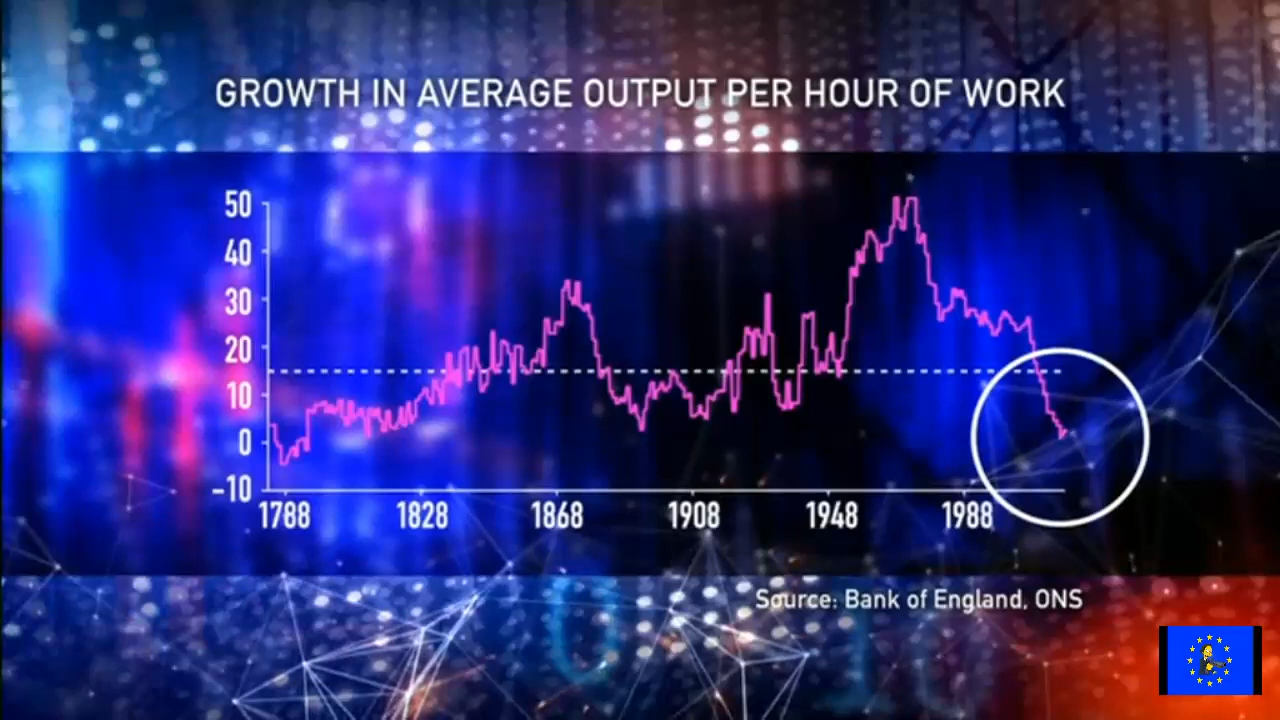 GROWTH IN AVERAGE OUTPUT PER HOUR OF WORK
50
40
30
20
10
0
-10
1788 1828 1868 1908 1948 1988
Source: Bank of England, ONS